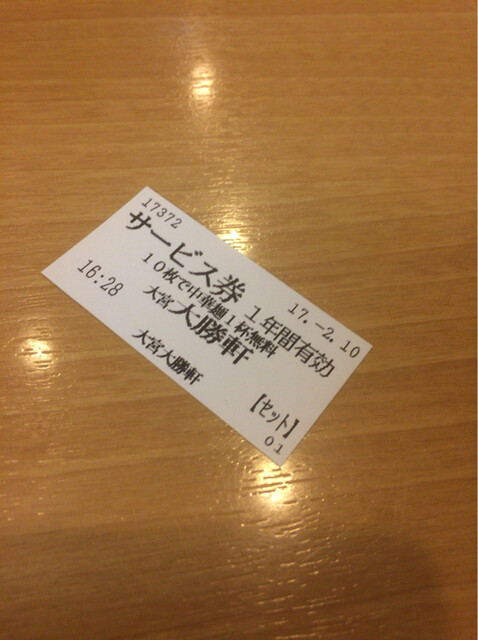 17372
17.-2.10
サービス券 1年間有効
10枚で中華麺1杯無料
大宮 大勝軒
16:28
大宮大勝軒
【セット】
01